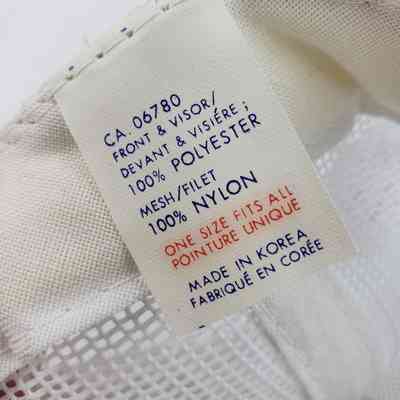 CA. 06780
FRONT & VISOR/
DEVANT & VISIÉRE;
100% POLYESTER
MESH/FILET
100% NYLON
ONE SIZE FITS ALL
POINTURE UNIQUE
MADE IN KOREA
FABRIQUÉ EN CORÉE